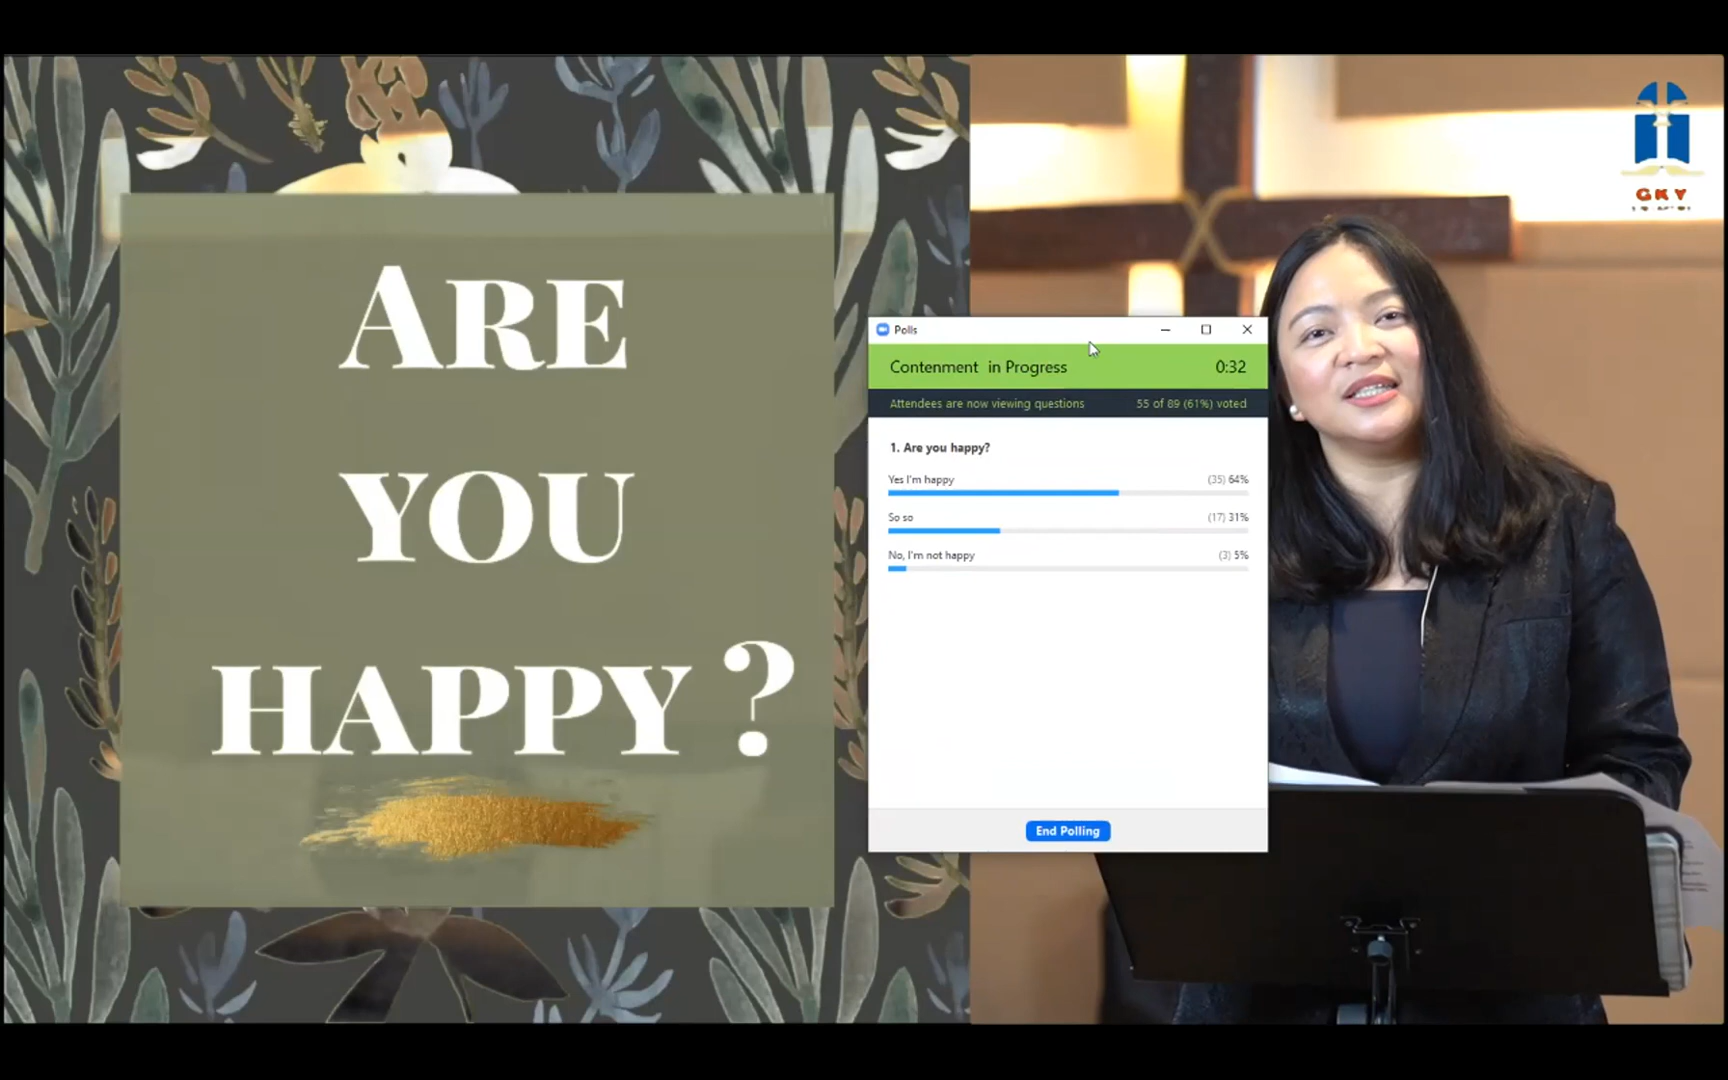 ARE
YOU
HAPPY?
GKY
Polls
Contenment in Progress 0:32
Attendees are now viewing questions 55 of 89 (61%) voted
1. Are you happy?
Yes I'm happy (35) 64%
So so (17) 31%
No, I'm not happy (3) 5%
End Polling